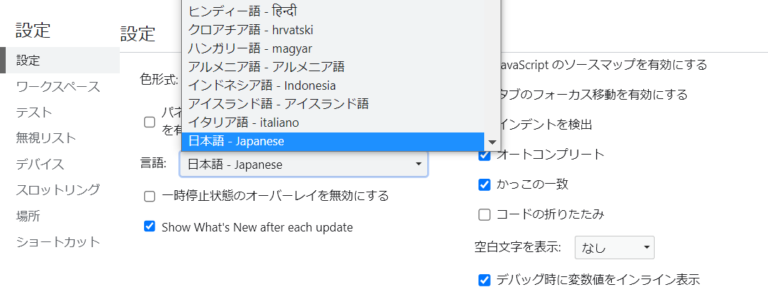 設定
設定
ワークスペース
テスト
無視リスト
デバイス
スロットリング
場所
ショートカット
設定
ヒンディー語 - हिन्दी
クロアチア語 - hrvatski
ハンガリー語 - magyar
アルメニア語 - アルメニア語
インドネシア語 - Indonesia
アイスランド語 - アイスランド語
イタリア語 - italiano
日本語 - Japanese
色形式:
パネ
を有
言語:
日本語 - Japanese
一時停止状態のオーバーレイを無効にする
Show What's New after each update
avaScript のソースマップを有効にする
タブのフォーカス移動を有効にする
インデントを検出
オートコンプリート
かっこの一致
コードの折りたたみ
空白文字を表示: なし
デバッグ時に変数値をインライン表示